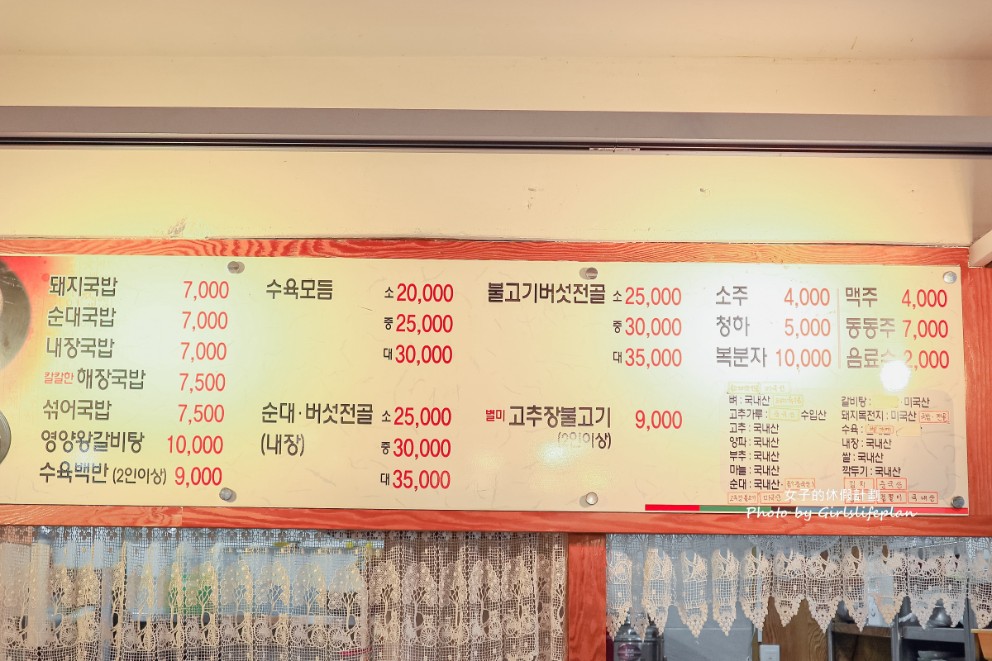 돼지국밥 7,000
순대국밥 7,000
내장국밥 7,000
칼칼한 해장국밥 7,500
섞어국밥 7,500
영양왕갈비탕 10,000
수육백반 (2인이상) 9,000
수육모듬 소 20,000
중 25,000
대 30,000
순대·버섯전골 소 25,000
(내장) 중 30,000
대 35,000
불고기버섯전골 소 25,000
중 30,000
대 35,000
별미 고추장불고기 9,000
(2인이상)
소주 4,000
청하 5,000
복분자 10,000
맥주 4,000
동동주 7,000
음료수 2,000
벼 : 국내산
고추가루 : 수입산
고추 : 국내산
양파 : 국내산
부추 : 국내산
마늘 : 국내산
순대 : 국내산
갈비탕 : 미국산
돼지목전지 : 미국산
수육 :
내장 : 국내산
쌀 : 국내산
깍두기 : 국내산
국내산
女子的休假計劃
Photo by Girlslifeplan